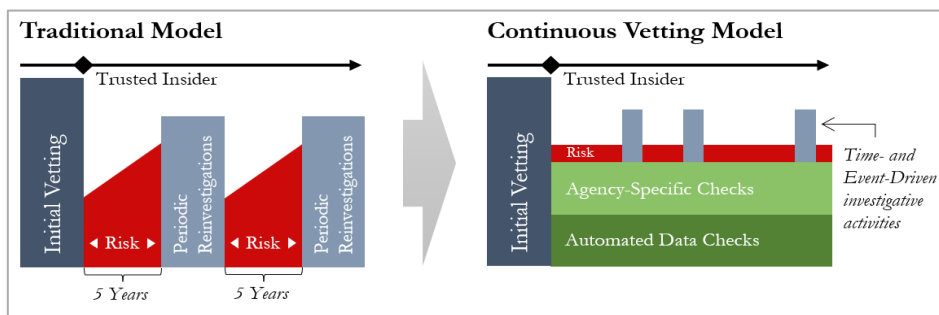 Traditional Model
Trusted Insider
Initial Vetting
Risk
5 Years
Periodic
Reinvestigations
Risk
5 Years
Periodic
Reinvestigations
Continuous Vetting Model
Trusted Insider
Initial Vetting
Risk
Agency-Specific Checks
Automated Data Checks
Time- and
Event-Driven
investigative
activities